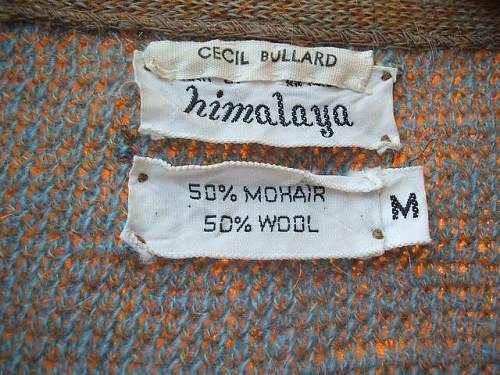 CECIL BULLARD
himalaya
50% MOHAIR
50% WOOL
M